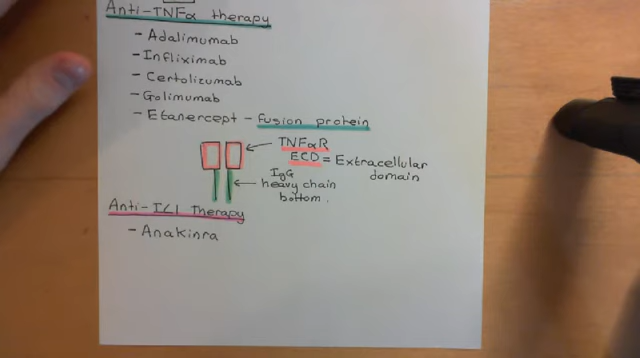 Anti-TNFα therapy
- Adalimumab
- Infliximab
- Certolizumab
- Golimumab
- Etanercept - fusion protein
TNFαR
ECD = Extracellular
domain
IgG
heavy chain
bottom.
Anti-IL1 Therapy
- Anakinra